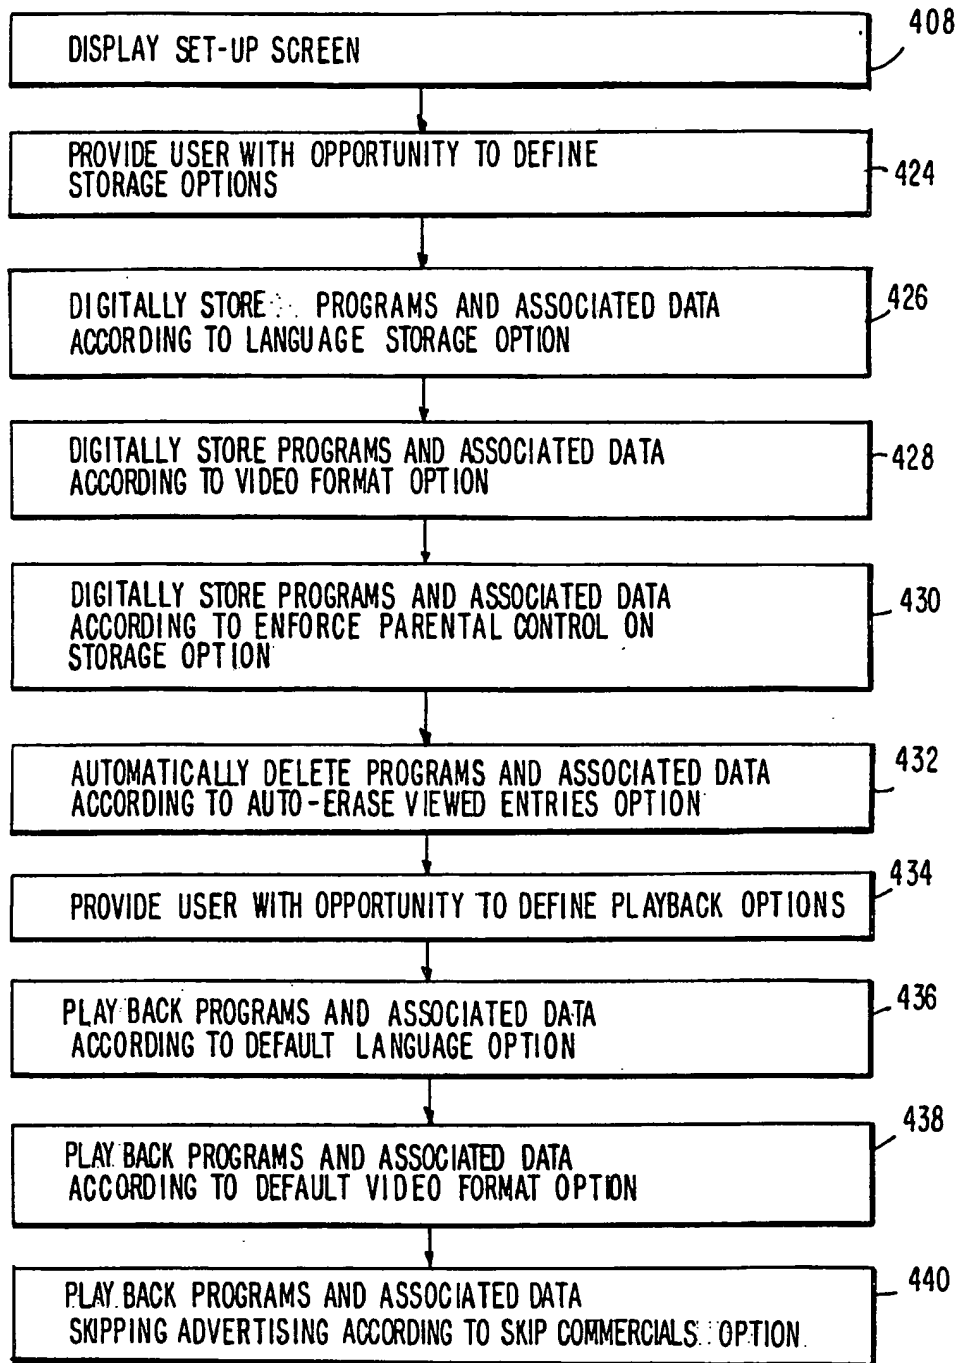 DISPLAY SET-UP SCREEN
408
PROVIDE USER WITH OPPORTUNITY TO DEFINE
STORAGE OPTIONS
424
DIGITALLY STORE PROGRAMS AND ASSOCIATED DATA
ACCORDING TO LANGUAGE STORAGE OPTION
426
DIGITALLY STORE PROGRAMS AND ASSOCIATED DATA
ACCORDING TO VIDEO FORMAT OPTION
428
DIGITALLY STORE PROGRAMS AND ASSOCIATED DATA
ACCORDING TO ENFORCE PARENTAL CONTROL ON
STORAGE OPTION
430
AUTOMATICALLY DELETE PROGRAMS AND ASSOCIATED DATA
ACCORDING TO AUTO-ERASE VIEWED ENTRIES OPTION
432
PROVIDE USER WITH OPPORTUNITY TO DEFINE PLAYBACK OPTIONS
434
PLAY BACK PROGRAMS AND ASSOCIATED DATA
ACCORDING TO DEFAULT LANGUAGE OPTION
436
PLAY BACK PROGRAMS AND ASSOCIATED DATA
ACCORDING TO DEFAULT VIDEO FORMAT OPTION
438
PLAY BACK PROGRAMS AND ASSOCIATED DATA
SKIPPING ADVERTISING ACCORDING TO SKIP COMMERCIALS OPTION
440